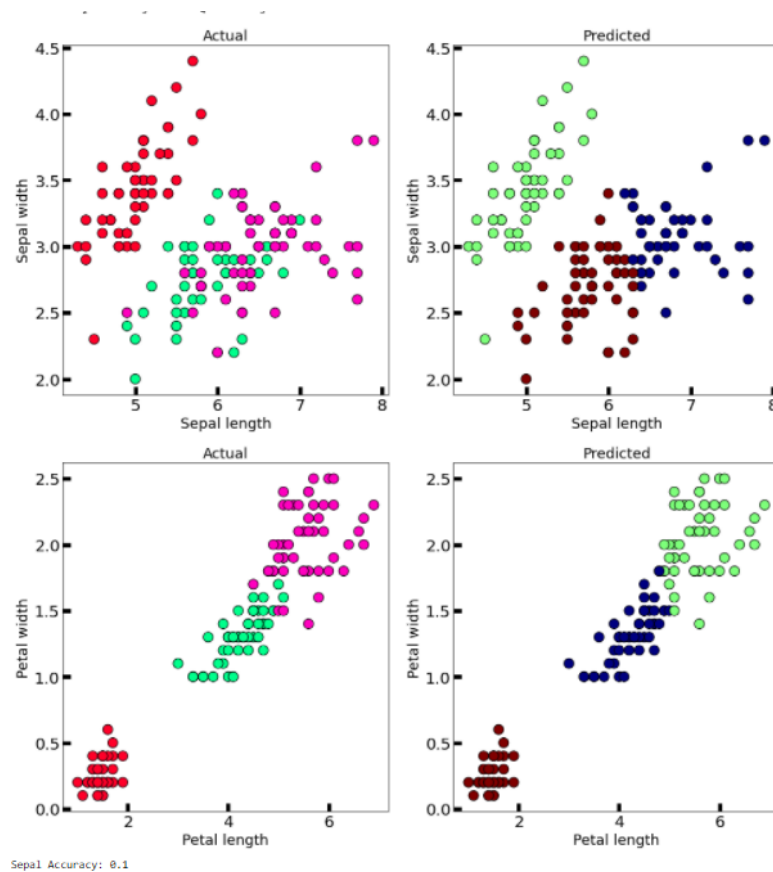 Actual Predicted
4.5 4.5
4.0 4.0
3.5 3.5
Sepal width Sepal width
3.0 3.0
2.5 2.5
2.0 2.0
5 6 7 8 5 6 7 8
Sepal length Sepal length
Actual Predicted
2.5 2.5
2.0 2.0
1.5 1.5
Petal width Petal width
1.0 1.0
0.5 0.5
0.0 0.0
2 4 6 2 4 6
Petal length Petal length
Sepal Accuracy: 0.1